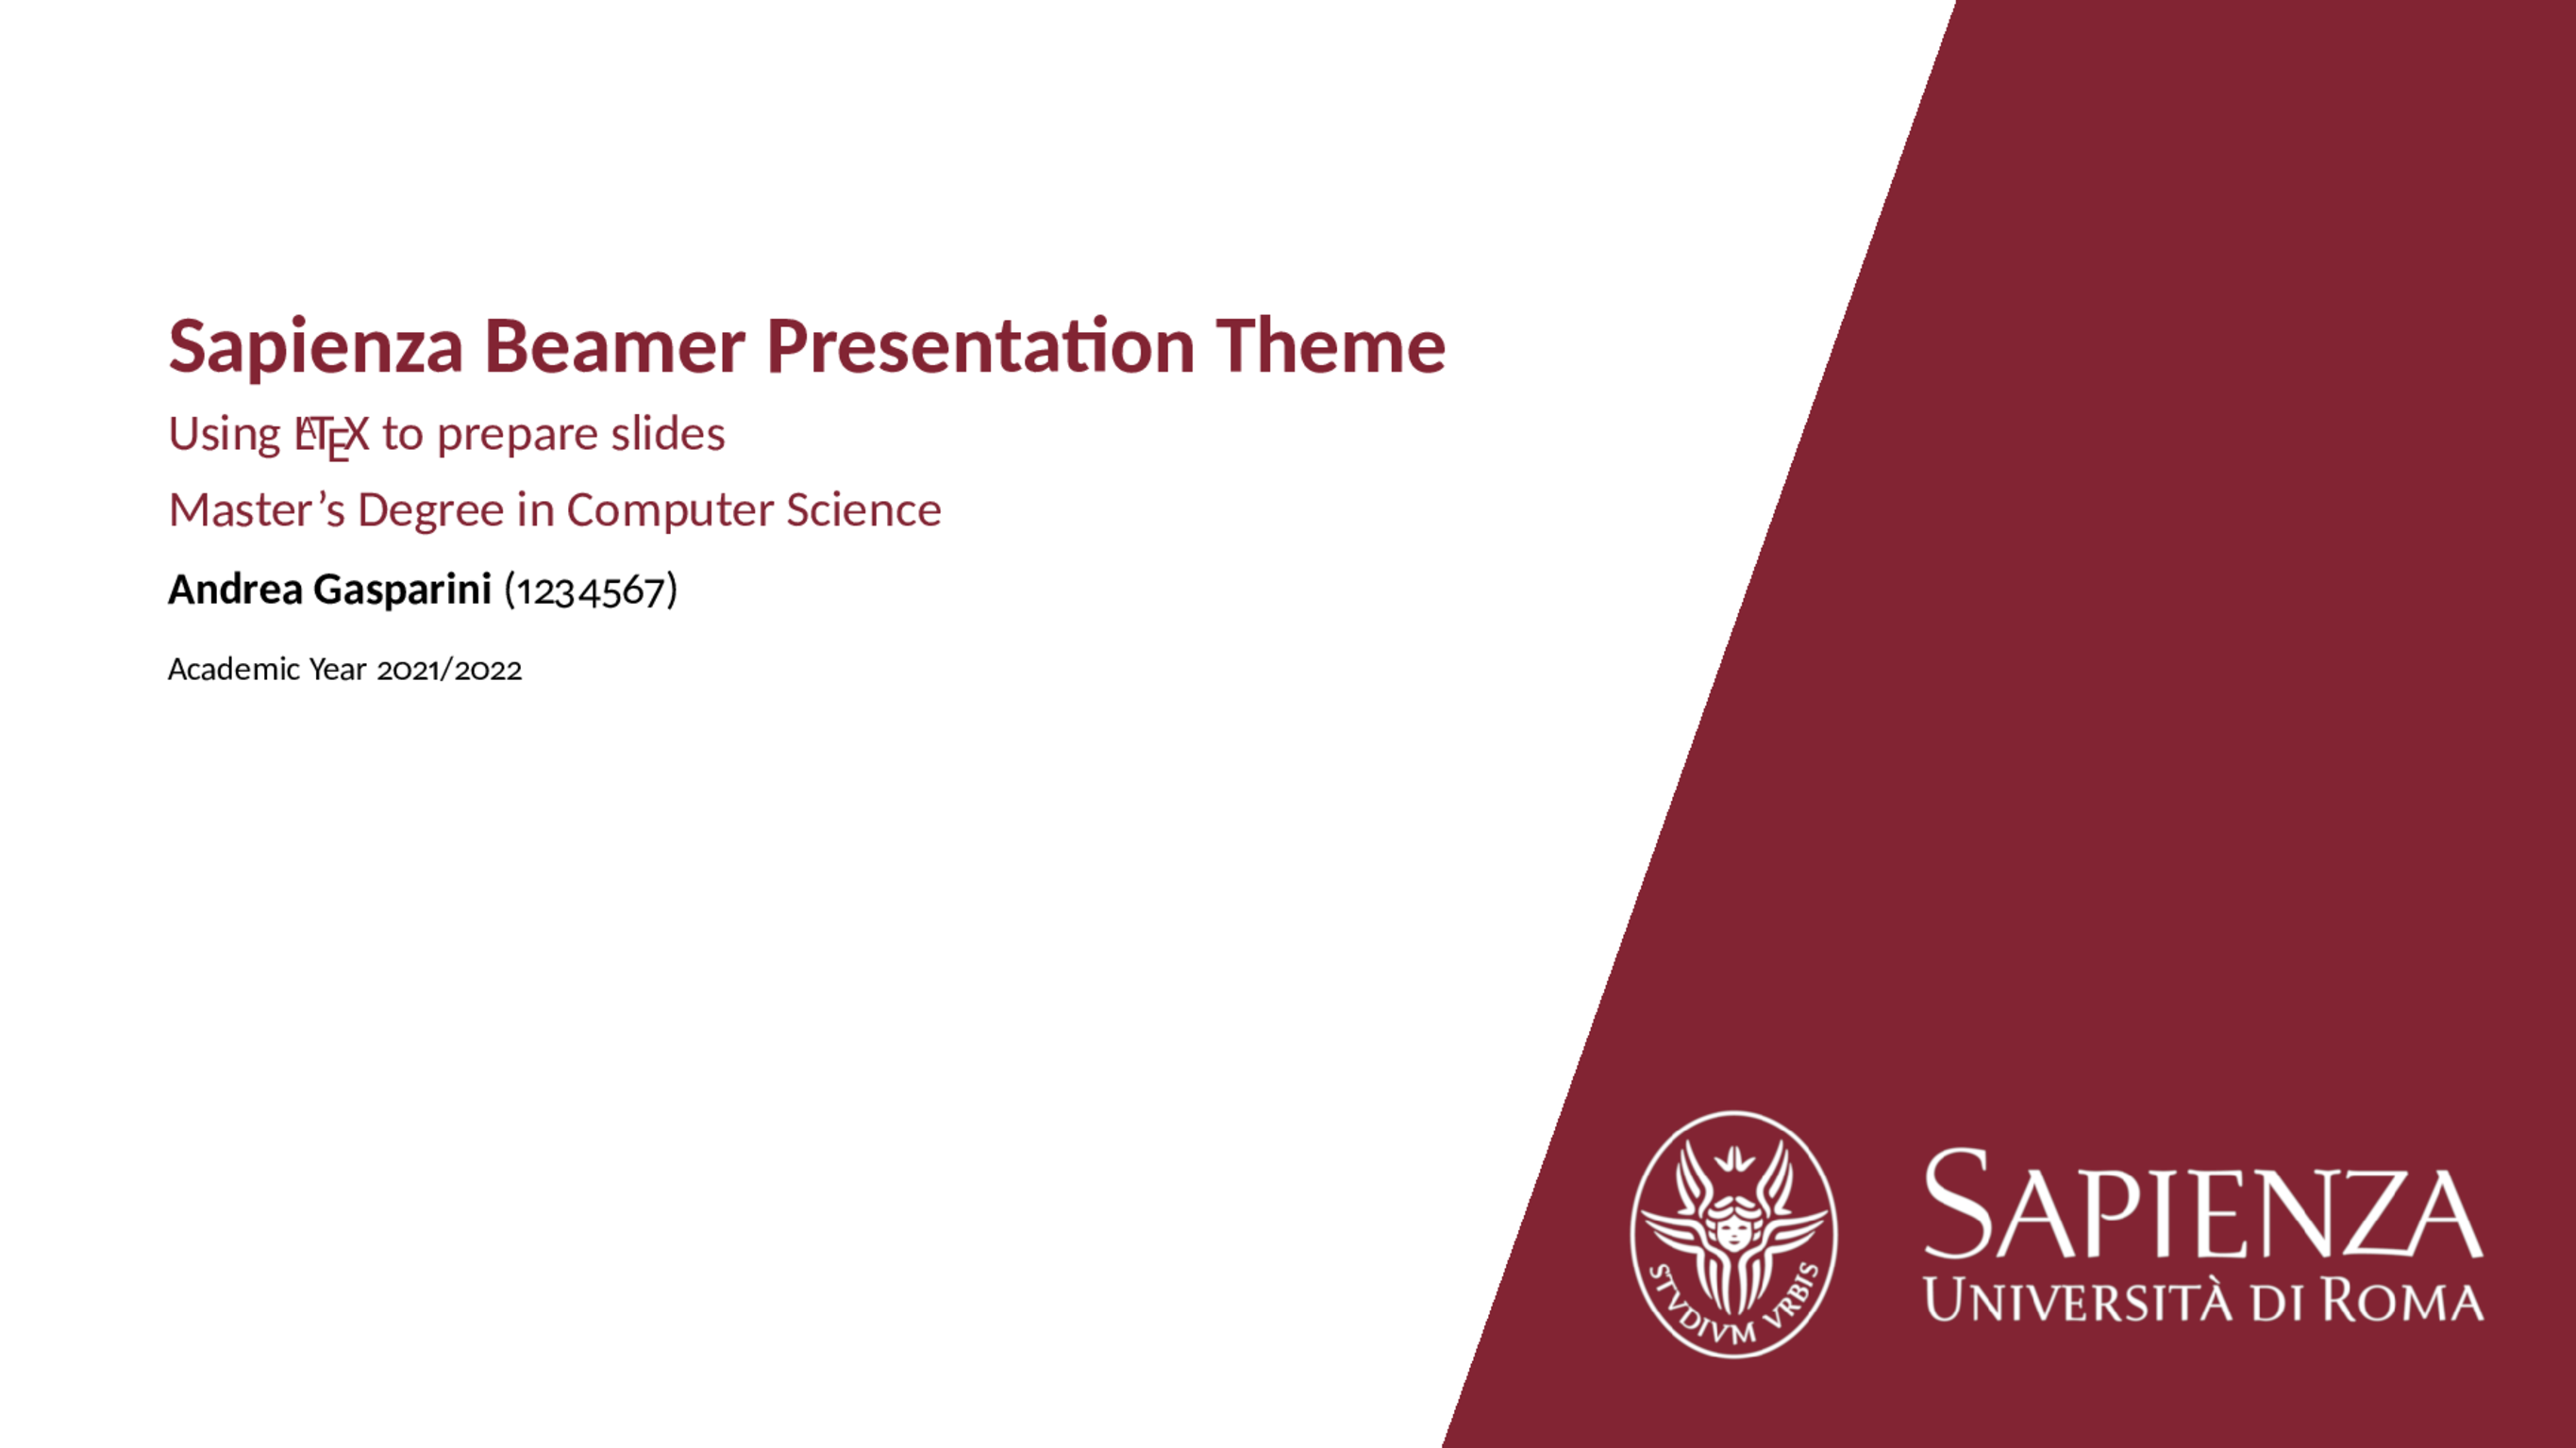 Sapienza Beamer Presentation Theme
Using LATEX to prepare slides
Master’s Degree in Computer Science
Andrea Gasparini (1234567)
Academic Year 2021/2022
STVDIVM VRBIS
SAPIENZA
UNIVERSITÀ DI ROMA